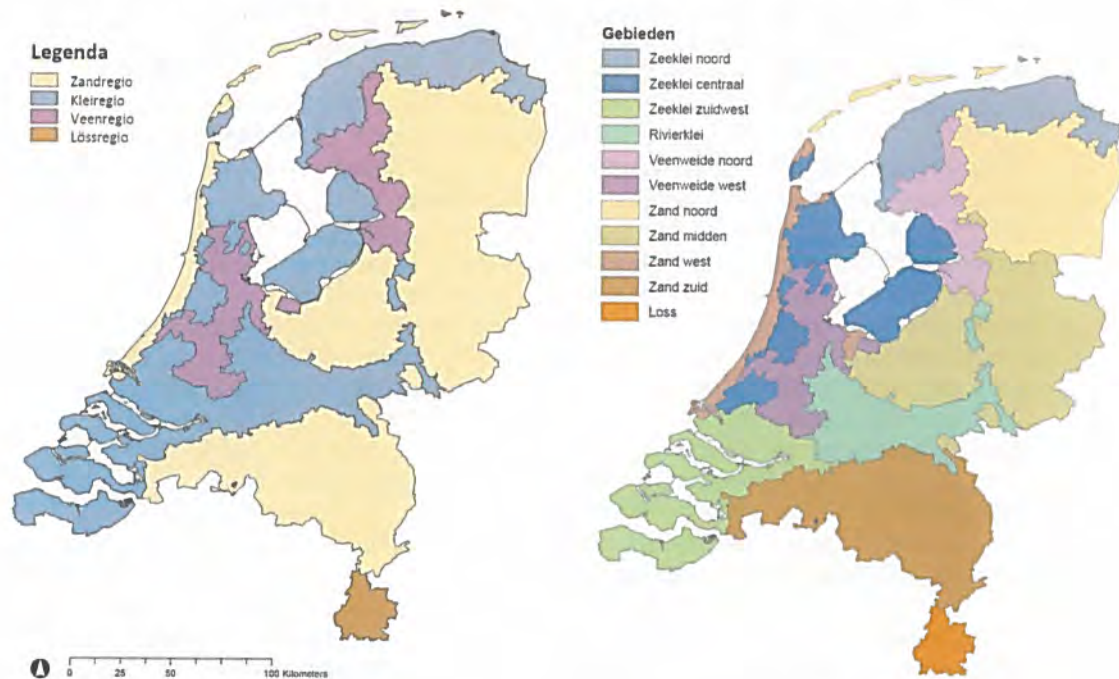 Legenda
Zandregio
Kleiregio
Veenregio
Lössregio
0 25 50 100 Kilometers
Gebieden
Zeeklei noord
Zeeklei centraal
Zeeklei zuidwest
Rivierklei
Veenweide noord
Veenweide west
Zand noord
Zand midden
Zand west
Zand zuid
Loss